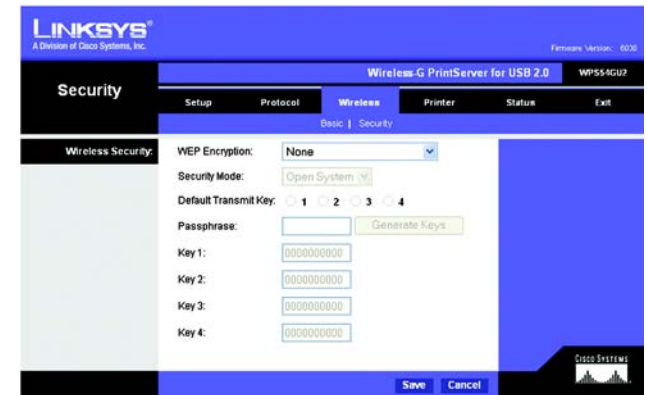 LINKSYS®
A Division of Cisco Systems, Inc.
Firmware Version: 6030
Wireless-G PrintServer for USB 2.0 WPS54GU2
Security
Setup Protocol Wireless Printer Status Exit
Basic | Security
Wireless Security:
WEP Encryption: None
Security Mode: Open System
Default Transmit Key: 1 2 3 4
Passphrase: Generate Keys
Key 1: 0000000000
Key 2: 0000000000
Key 3: 0000000000
Key 4: 0000000000
Save Cancel
CISCO SYSTEMS